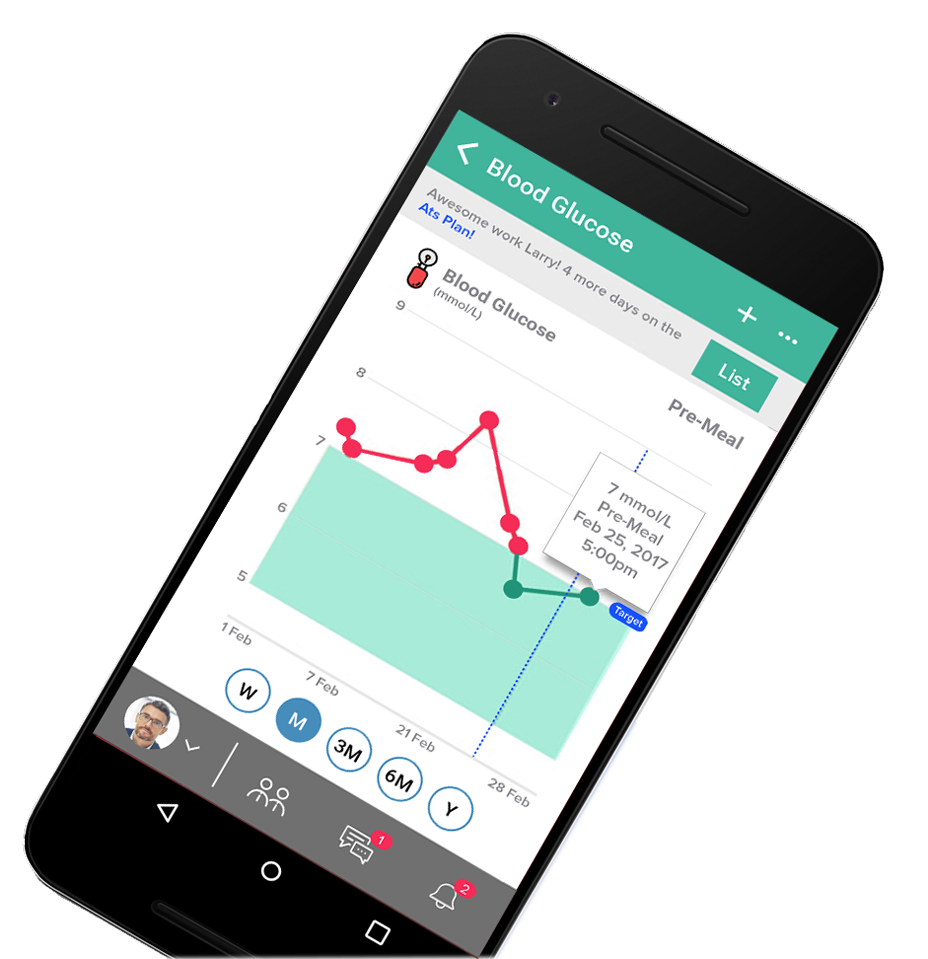 Blood Glucose
Awesome work Larry! 4 more days on the
Ats Plan!
List
Blood Glucose
(mmol/L)
Pre-Meal
9
8
7
6
5
7 mmol/L
Pre-Meal
Feb 25, 2017
5:00pm
Target
1 Feb
7 Feb
21 Feb
28 Feb
W
M
3M
6M
Y
1
2